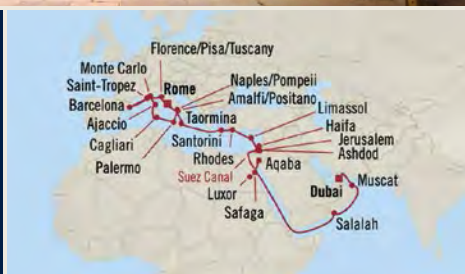 Florence/Pisa/Tuscany
Monte Carlo
Saint-Tropez
Rome
Naples/Pompeii
Barcelona
Amalfi/Positano
Ajaccio
Taormina
Limassol
Cagliari
Santorini
Haifa
Palermo
Rhodes
Jerusalem
Ashdod
Aqaba
Suez Canal
Luxor
Dubai
Muscat
Safaga
Salalah